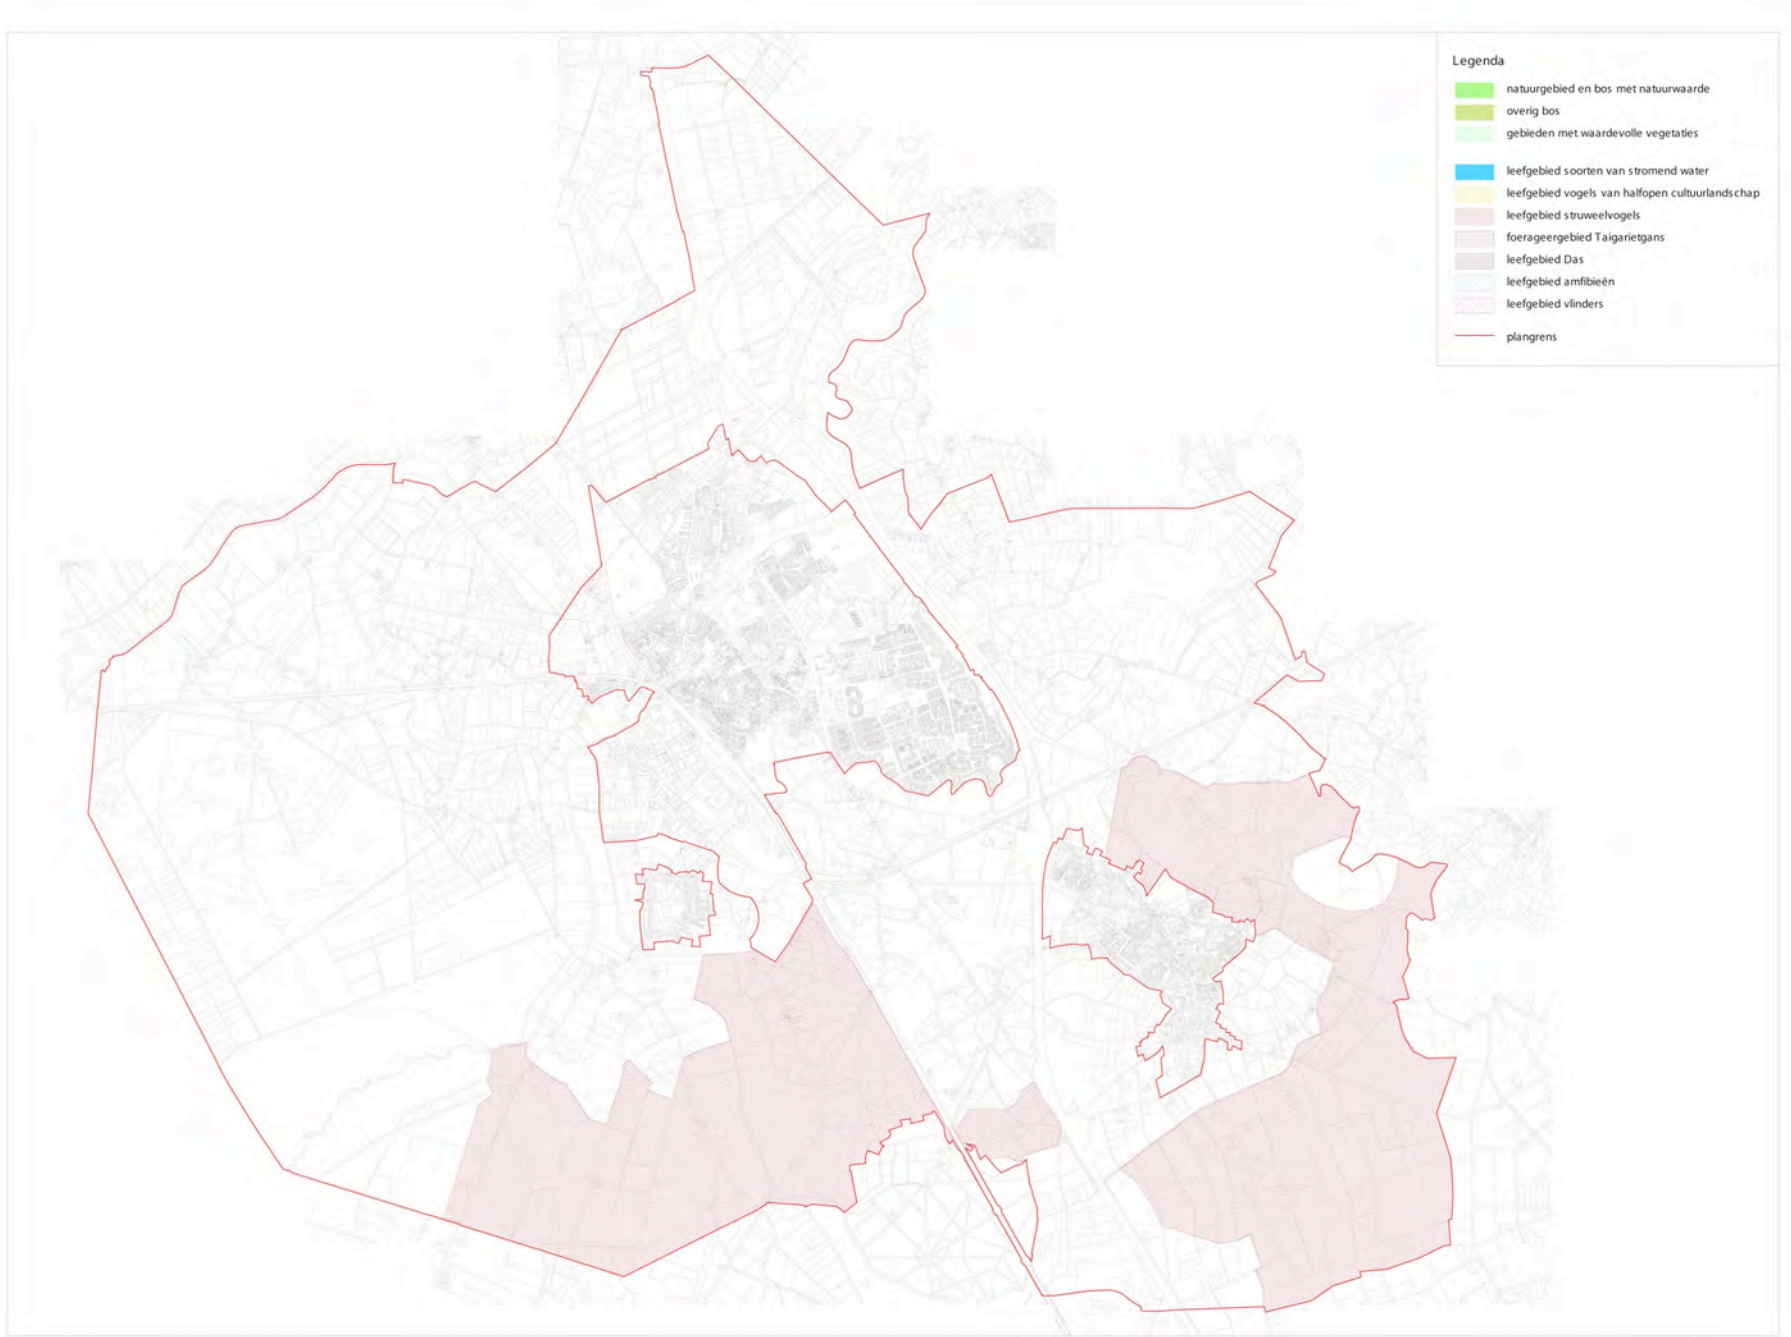 Legenda
natuurgebied en bos met natuurwaarde
overig bos
gebieden met waardevolle vegetaties
leefgebied soorten van stromend water
leefgebied vogels van halfopen cultuurlandschap
leefgebied struweelvogels
foerageergebied Taigarietgans
leefgebied Das
leefgebied amfibieën
leefgebied vlinders
plangrens